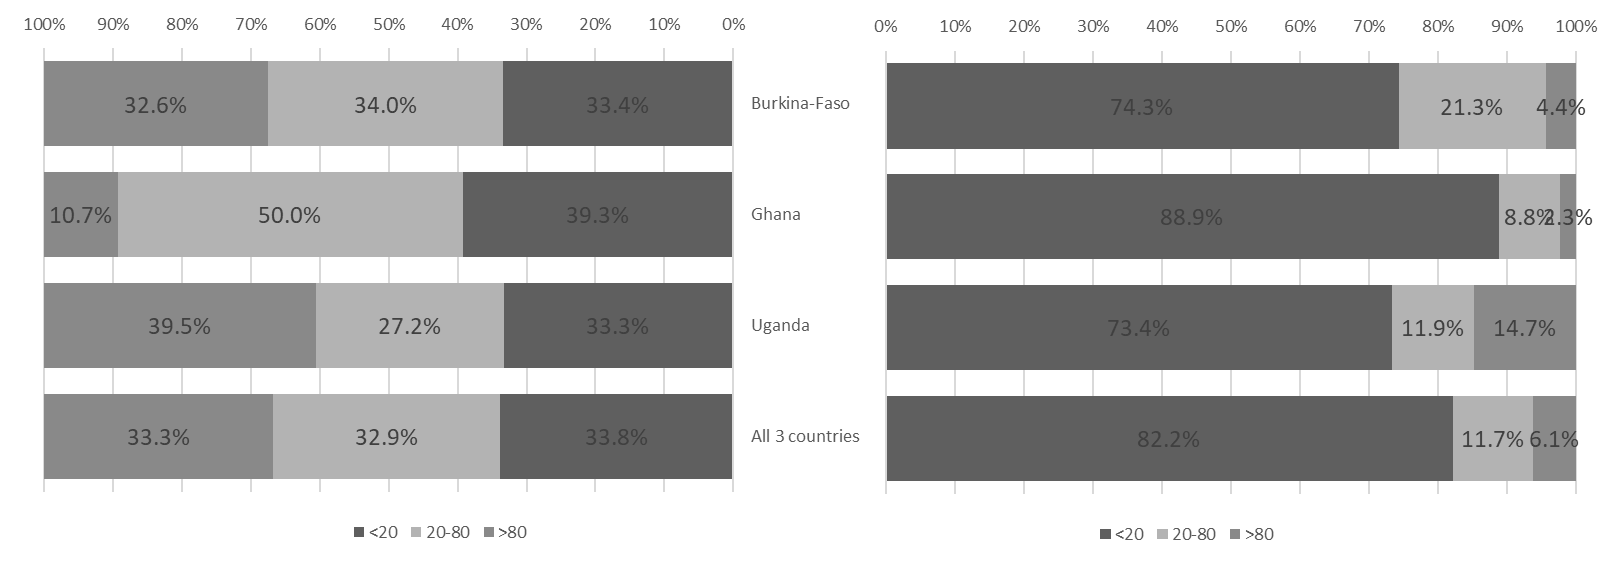 100% 90% 80% 70% 60% 50% 40% 30% 20% 10% 0%
0% 10% 20% 30% 40% 50% 60% 70% 80% 90% 100%
32.6% 34.0% 33.4% Burkina-Faso 74.3% 21.3% 4.4%
10.7% 50.0% 39.3% Ghana 88.9% 8.8% 2.3%
39.5% 27.2% 33.3% Uganda 73.4% 11.9% 14.7%
33.3% 32.9% 33.8% All 3 countries 82.2% 11.7% 6.1%
<20 20-80 >80
<20 20-80 >80